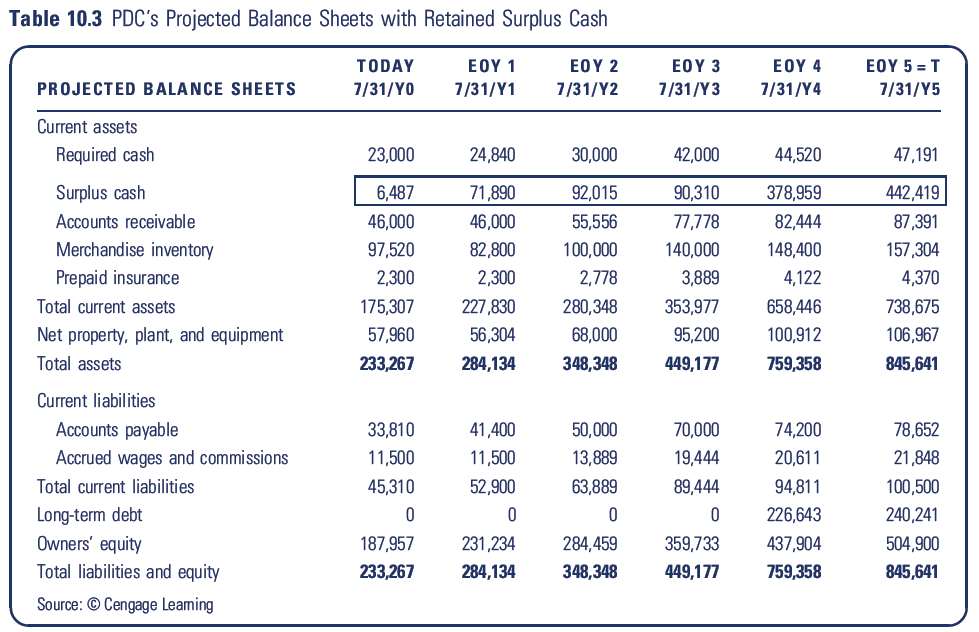 Table 10.3 PDC's Projected Balance Sheets with Retained Surplus Cash
TODAY EOY 1 EOY 2 EOY 3 EOY 4 EOY 5 = T
PROJECTED BALANCE SHEETS 7/31/Y0 7/31/Y1 7/31/Y2 7/31/Y3 7/31/Y4 7/31/Y5
Current assets
Required cash 23,000 24,840 30,000 42,000 44,520 47,191
Surplus cash 6,487 71,890 92,015 90,310 378,959 442,419
Accounts receivable 46,000 46,000 55,556 77,778 82,444 87,391
Merchandise inventory 97,520 82,800 100,000 140,000 148,400 157,304
Prepaid insurance 2,300 2,300 2,778 3,889 4,122 4,370
Total current assets 175,307 227,830 280,348 353,977 658,446 738,675
Net property, plant, and equipment 57,960 56,304 68,000 95,200 100,912 106,967
Total assets 233,267 284,134 348,348 449,177 759,358 845,641
Current liabilities
Accounts payable 33,810 41,400 50,000 70,000 74,200 78,652
Accrued wages and commissions 11,500 11,500 13,889 19,444 20,611 21,848
Total current liabilities 45,310 52,900 63,889 89,444 94,811 100,500
Long-term debt 0 0 0 0 226,643 240,241
Owners' equity 187,957 231,234 284,459 359,733 437,904 504,900
Total liabilities and equity 233,267 284,134 348,348 449,177 759,358 845,641
Source: © Cengage Learning